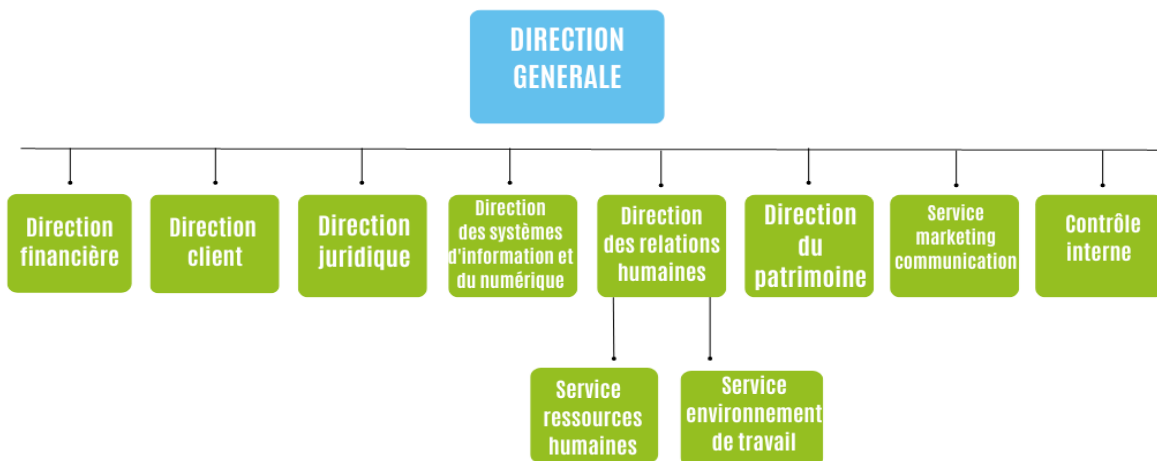 DIRECTION
GENERALE
Direction
financière
Direction
client
Direction
juridique
Direction
des systèmes
d'information et
du numérique
Direction
des relations
humaines
Direction
du
patrimoine
Service
marketing
communication
Contrôle
interne
Service
ressources
humaines
Service
environnement
de travail